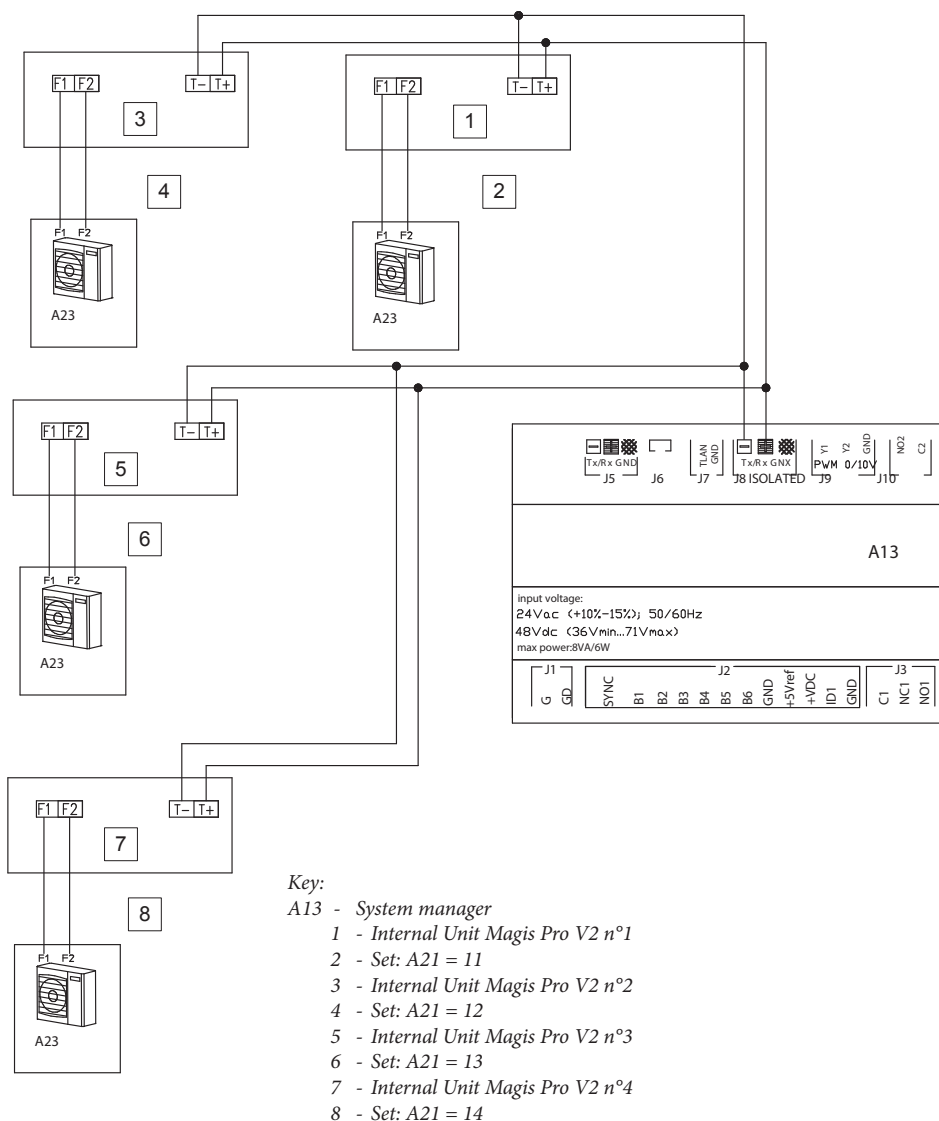 F1 F2
T- T+
3
F1 F2
T- T+
1
4
2
F1 F2
A23
F1 F2
A23
F1 F2
T- T+
5
6
F1 F2
A23
Tx/Rx GND
J5
J6
TLAN
GND
J7
Tx/Rx GNX
J8 ISOLATED
Y1
Y2
GND
PWM 0/10V
J9
NO2
C2
J10
A13
input voltage:
24Vac (+10%-15%); 50/60Hz
48Vdc (36Vmin...71Vmax)
max power:8VA/6W
J1
G
GD
J2
SYNC
B1
B2
B3
B4
B5
B6
GND
+5Vref
+VDC
ID1
GND
J3
C1
NC1
NO1
F1 F2
T- T+
7
8
F1 F2
A23
Key:
A13 - System manager
1 - Internal Unit Magis Pro V2 n°1
2 - Set: A21 = 11
3 - Internal Unit Magis Pro V2 n°2
4 - Set: A21 = 12
5 - Internal Unit Magis Pro V2 n°3
6 - Set: A21 = 13
7 - Internal Unit Magis Pro V2 n°4
8 - Set: A21 = 14